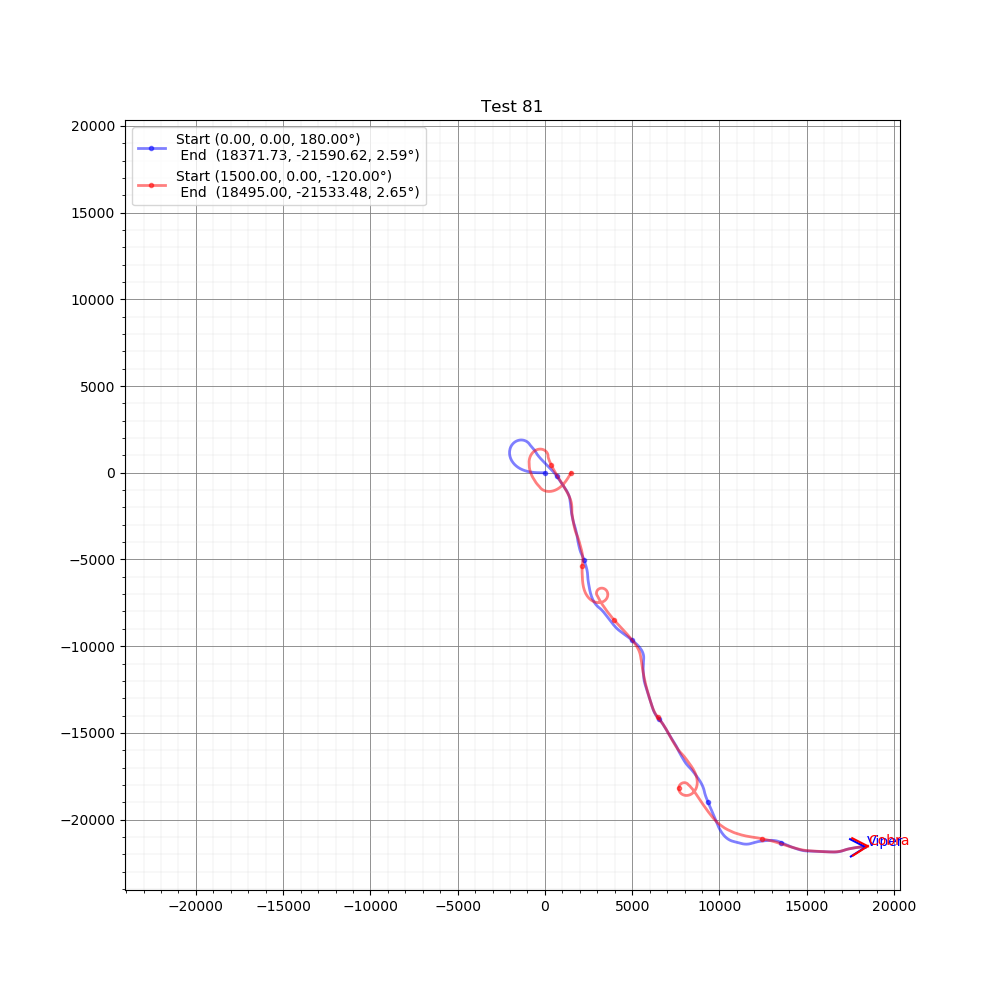 Test 81
Start (0.00, 0.00, 180.00°)
End  (18371.73, -21590.62, 2.59°)
Start (1500.00, 0.00, -120.00°)
End  (18495.00, -21533.48, 2.65°)
20000
15000
10000
5000
0
−5000
−10000
−15000
−20000
Viper
Cobra
−20000 −15000 −10000 −5000 0 5000 10000 15000 20000